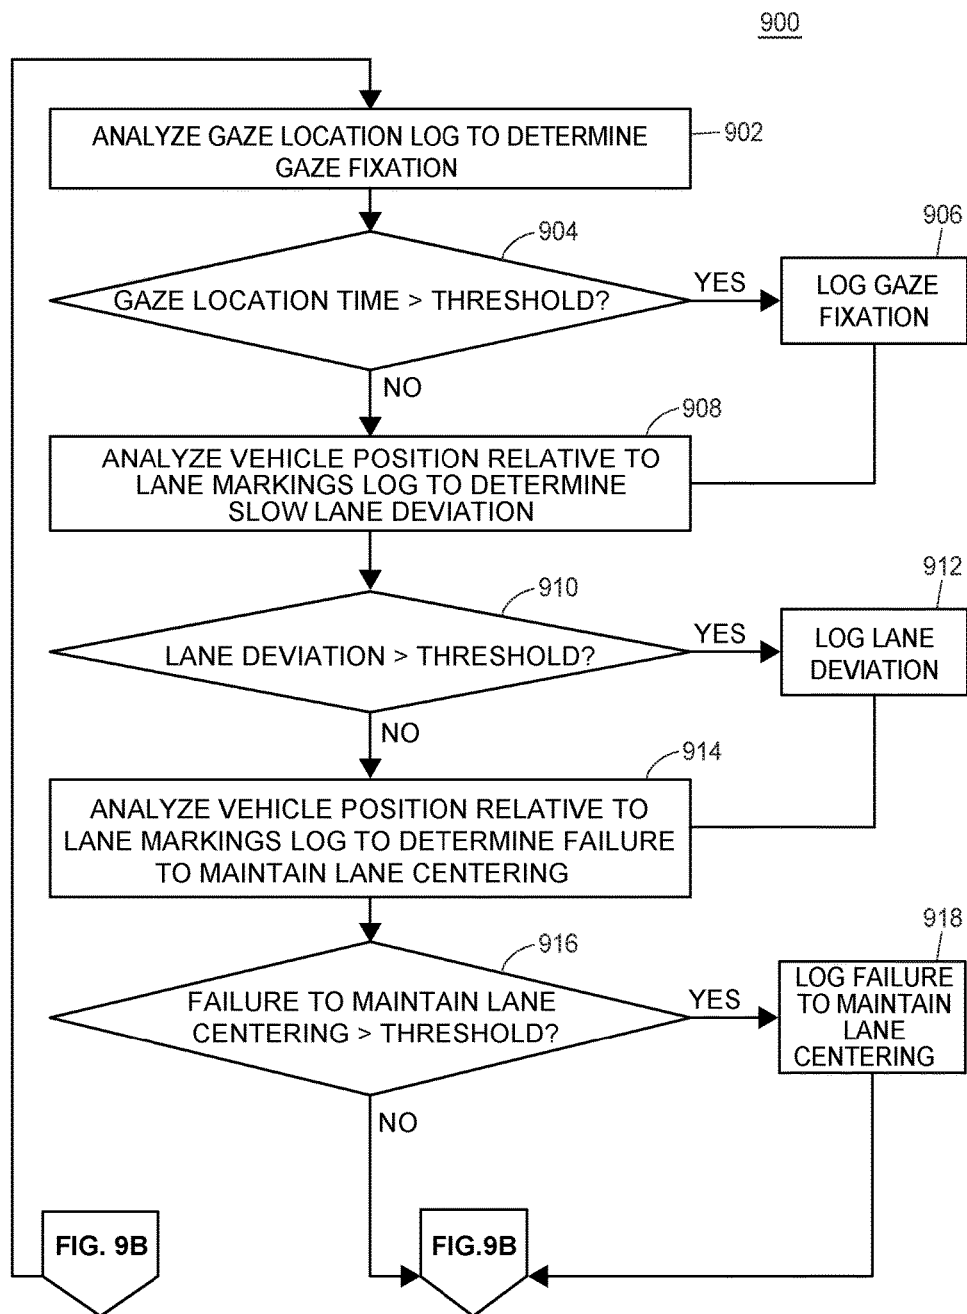 900
ANALYZE GAZE LOCATION LOG TO DETERMINE
GAZE FIXATION
902
904
GAZE LOCATION TIME > THRESHOLD?
YES
906
LOG GAZE
FIXATION
NO
908
ANALYZE VEHICLE POSITION RELATIVE TO
LANE MARKINGS LOG TO DETERMINE
SLOW LANE DEVIATION
910
LANE DEVIATION > THRESHOLD?
YES
912
LOG LANE
DEVIATION
NO
914
ANALYZE VEHICLE POSITION RELATIVE TO
LANE MARKINGS LOG TO DETERMINE FAILURE
TO MAINTAIN LANE CENTERING
916
FAILURE TO MAINTAIN LANE
CENTERING > THRESHOLD?
YES
918
LOG FAILURE
TO MAINTAIN
LANE
CENTERING
NO
FIG. 9B
FIG.9B